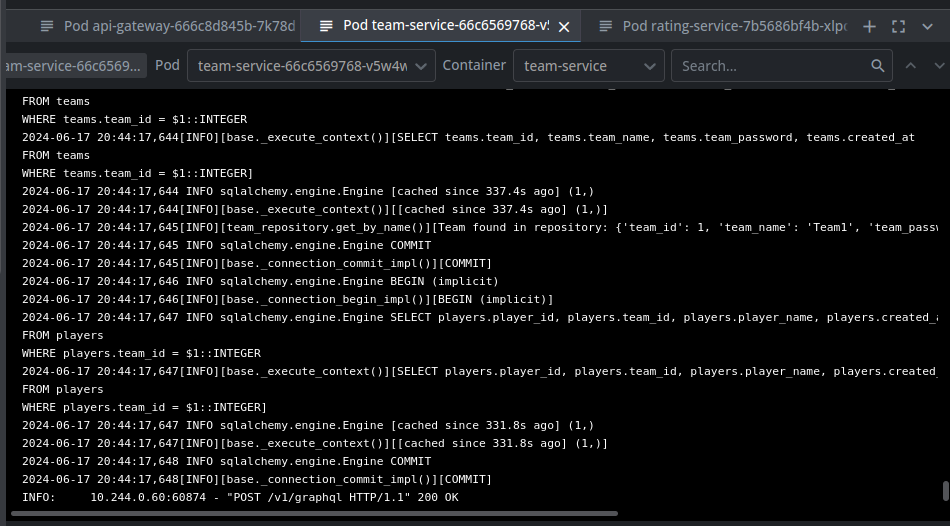 Pod api-gateway-666c8d845b-7k78d
Pod team-service-66c6569768-v
Pod rating-service-7b5686bf4b-xlp
am-service-66c6569...
Pod
team-service-66c6569768-v5w4w
Container
team-service
Search...
FROM teams
WHERE teams.team_id = $1::INTEGER
2024-06-17 20:44:17,644[INFO][base._execute_context()][SELECT teams.team_id, teams.team_name, teams.team_password, teams.created_at
FROM teams
WHERE teams.team_id = $1::INTEGER]
2024-06-17 20:44:17,644 INFO sqlalchemy.engine.Engine [cached since 337.4s ago] (1,)
2024-06-17 20:44:17,644[INFO][base._execute_context()][[cached since 337.4s ago] (1,)]
2024-06-17 20:44:17,645[INFO][team_repository.get_by_name()][Team found in repository: {'team_id': 1, 'team_name': 'Team1', 'team_passw
2024-06-17 20:44:17,645 INFO sqlalchemy.engine.Engine COMMIT
2024-06-17 20:44:17,645[INFO][base._connection_commit_impl()][COMMIT]
2024-06-17 20:44:17,646 INFO sqlalchemy.engine.Engine BEGIN (implicit)
2024-06-17 20:44:17,646[INFO][base._connection_begin_impl()][BEGIN (implicit)]
2024-06-17 20:44:17,647 INFO sqlalchemy.engine.Engine SELECT players.player_id, players.team_id, players.player_name, players.created_
FROM players
WHERE players.team_id = $1::INTEGER
2024-06-17 20:44:17,647[INFO][base._execute_context()][SELECT players.player_id, players.team_id, players.player_name, players.created_
FROM players
WHERE players.team_id = $1::INTEGER]
2024-06-17 20:44:17,647 INFO sqlalchemy.engine.Engine [cached since 331.8s ago] (1,)
2024-06-17 20:44:17,647[INFO][base._execute_context()][[cached since 331.8s ago] (1,)]
2024-06-17 20:44:17,648 INFO sqlalchemy.engine.Engine COMMIT
2024-06-17 20:44:17,648[INFO][base._connection_commit_impl()][COMMIT]
INFO:     10.244.0.60:60874 - "POST /v1/graphql HTTP/1.1" 200 OK